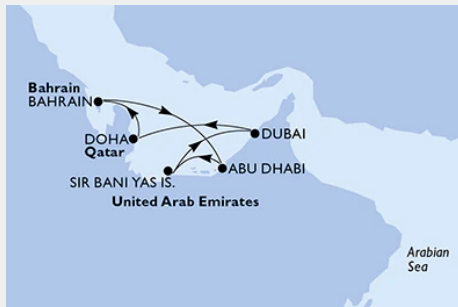 Bahrain
BAHRAIN
DOHA
Qatar
DUBAI
ABU DHABI
SIR BANI YAS IS.
United Arab Emirates
Arabian
Sea